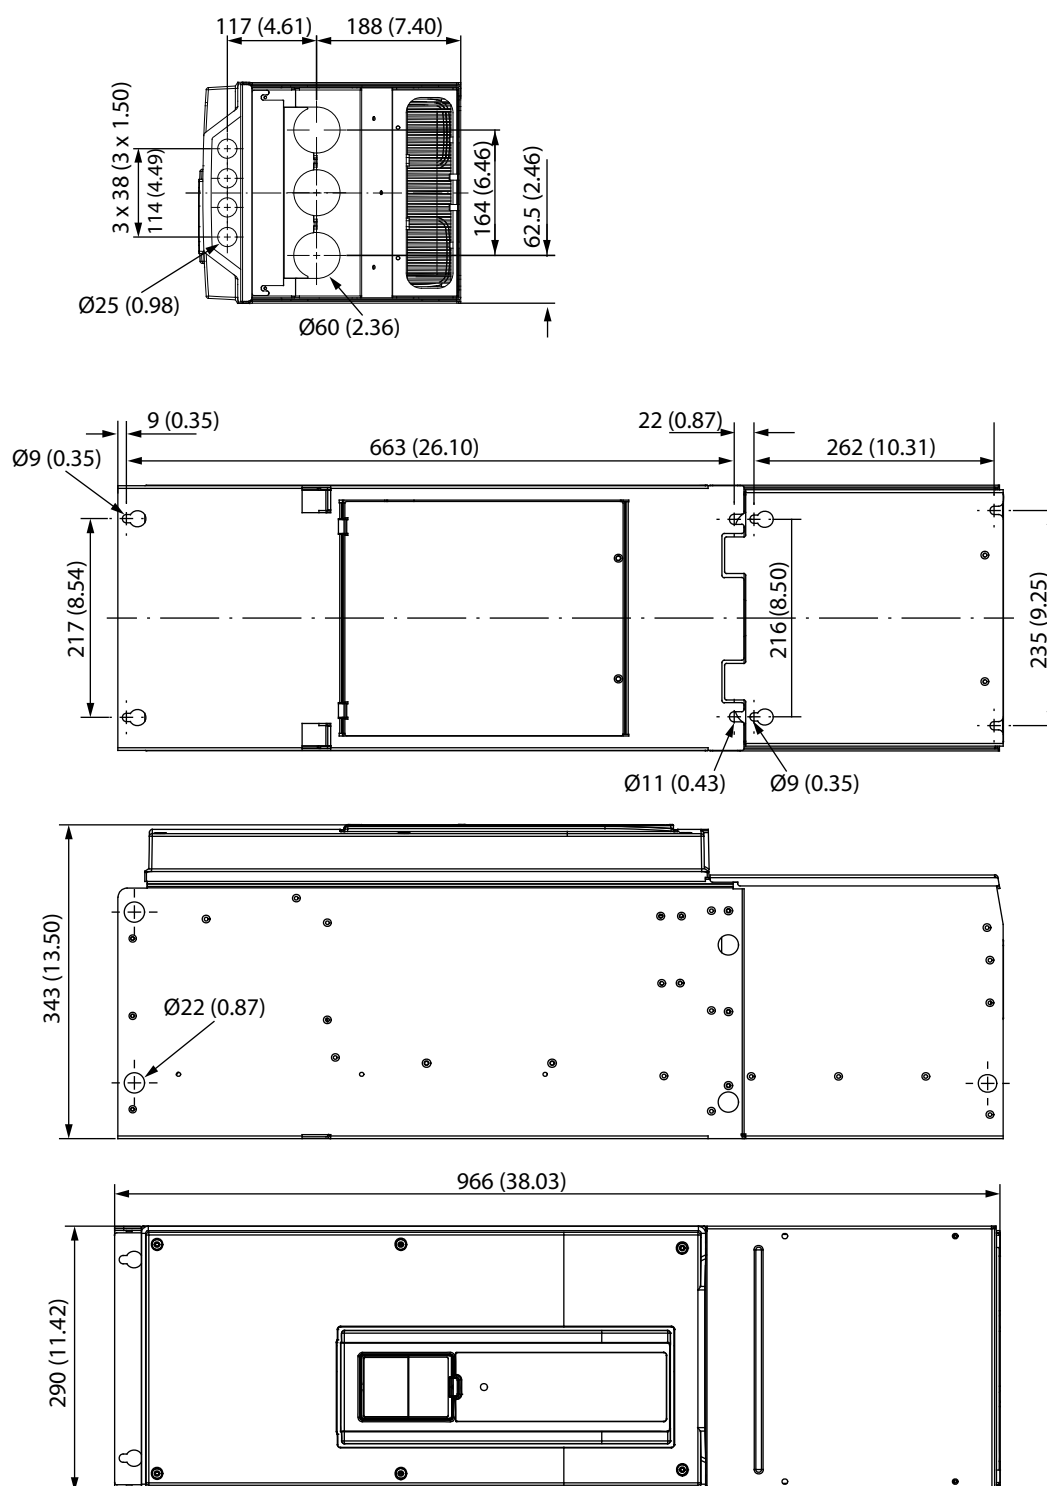 117 (4.61)
188 (7.40)
3 x 38 (3 x 1.50)
114 (4.49)
164 (6.46)
62.5 (2.46)
Ø25 (0.98)
Ø60 (2.36)
9 (0.35)
22 (0.87)
663 (26.10)
262 (10.31)
Ø9 (0.35)
217 (8.54)
216 (8.50)
235 (9.25)
Ø11 (0.43)
Ø9 (0.35)
343 (13.50)
Ø22 (0.87)
966 (38.03)
290 (11.42)